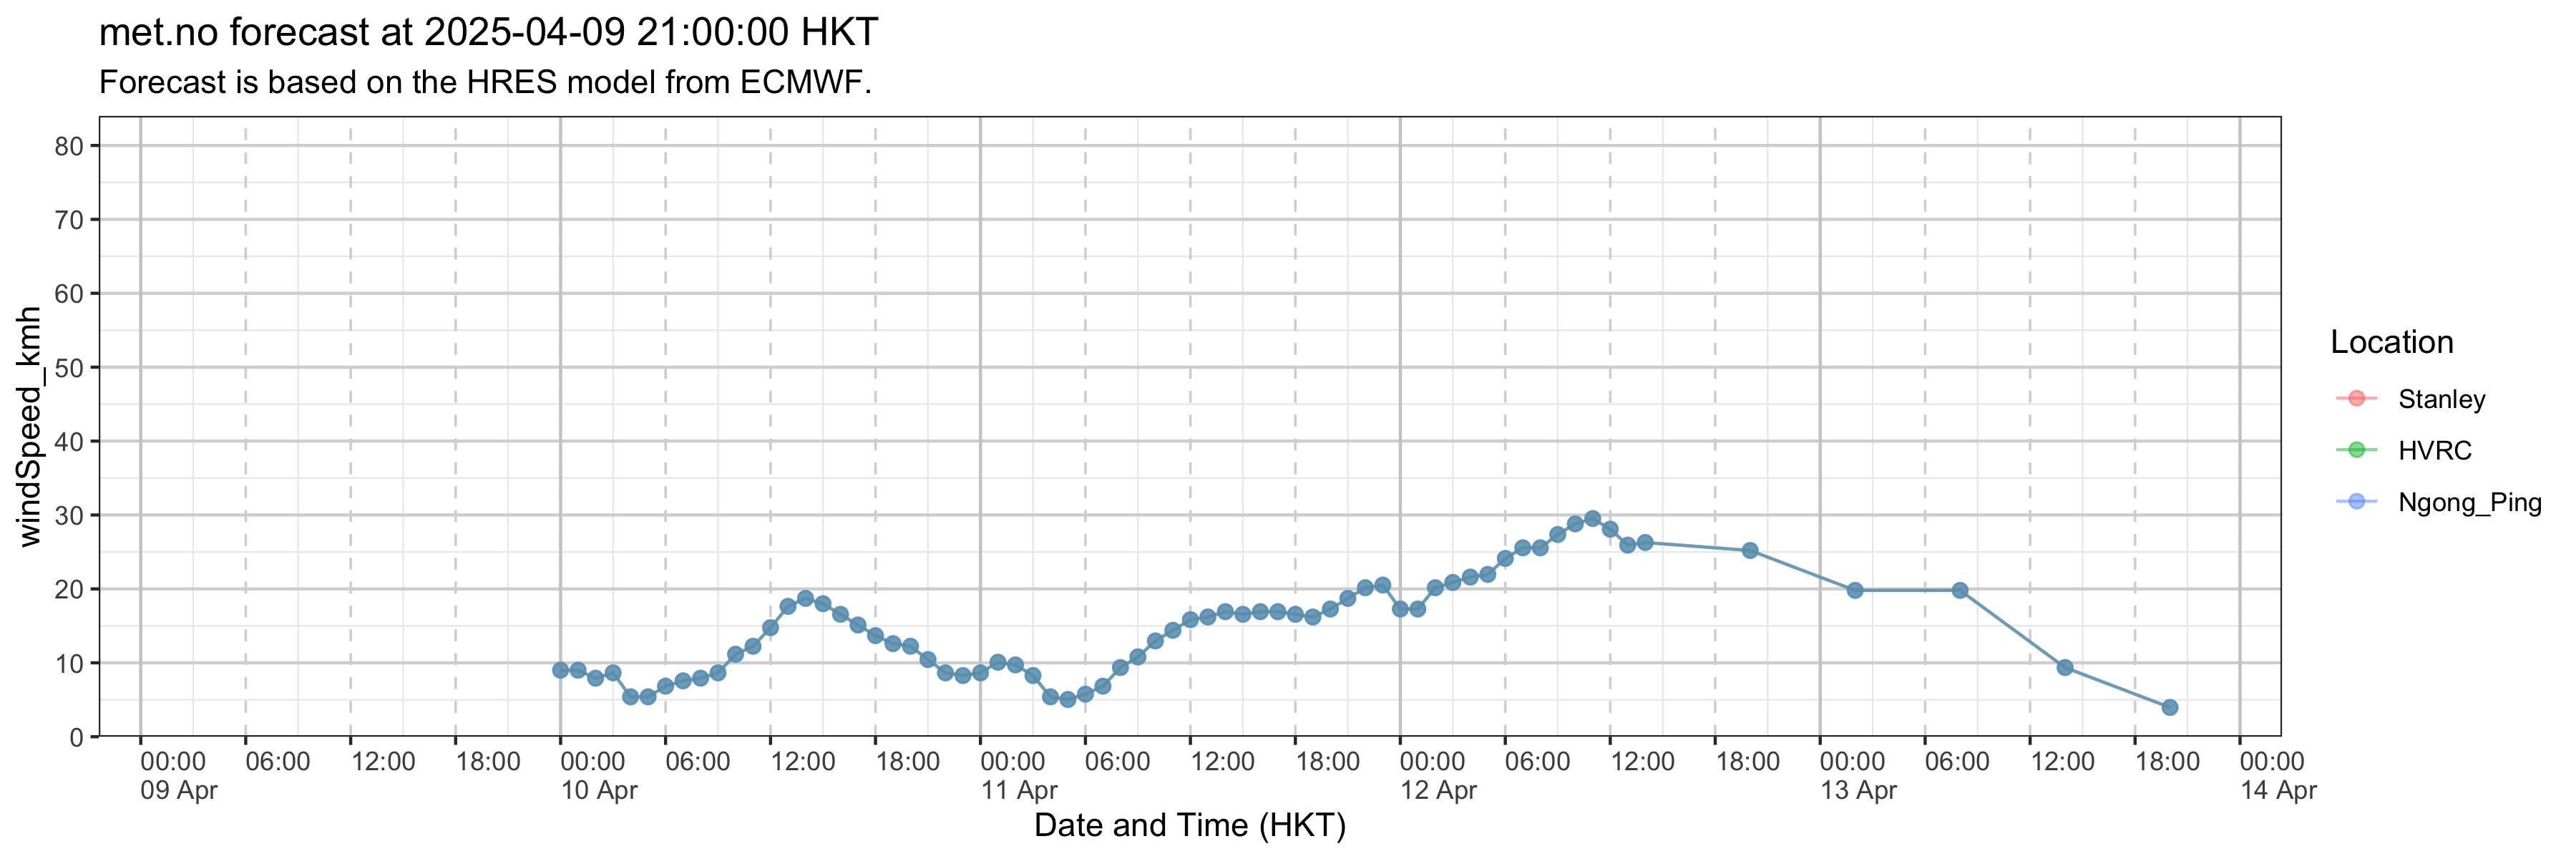 met.no forecast at 2025-04-09 21:00:00 HKT
Forecast is based on the HRES model from ECMWF.
windSpeed_kmh
80
70
60
50
40
30
20
10
0
00:00 06:00 12:00 18:00 00:00 06:00 12:00 18:00 00:00 06:00 12:00 18:00 00:00 06:00 12:00 18:00 00:00 06:00 12:00 18:00 00:00
09 Apr 10 Apr 11 Apr 12 Apr 13 Apr 14 Apr
Date and Time (HKT)
Location
Stanley
HVRC
Ngong_Ping